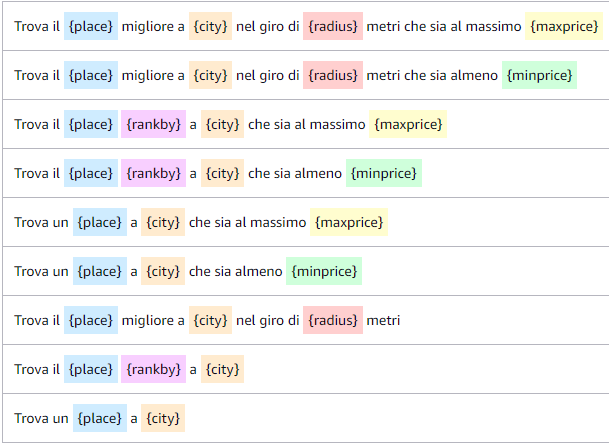 Trova il {place} migliore a {city} nel giro di {radius} metri che sia al massimo {maxprice}
Trova il {place} migliore a {city} nel giro di {radius} metri che sia almeno {minprice}
Trova il {place} {rankby} a {city} che sia al massimo {maxprice}
Trova il {place} {rankby} a {city} che sia almeno {minprice}
Trova un {place} a {city} che sia al massimo {maxprice}
Trova un {place} a {city} che sia almeno {minprice}
Trova il {place} migliore a {city} nel giro di {radius} metri
Trova il {place} {rankby} a {city}
Trova un {place} a {city}